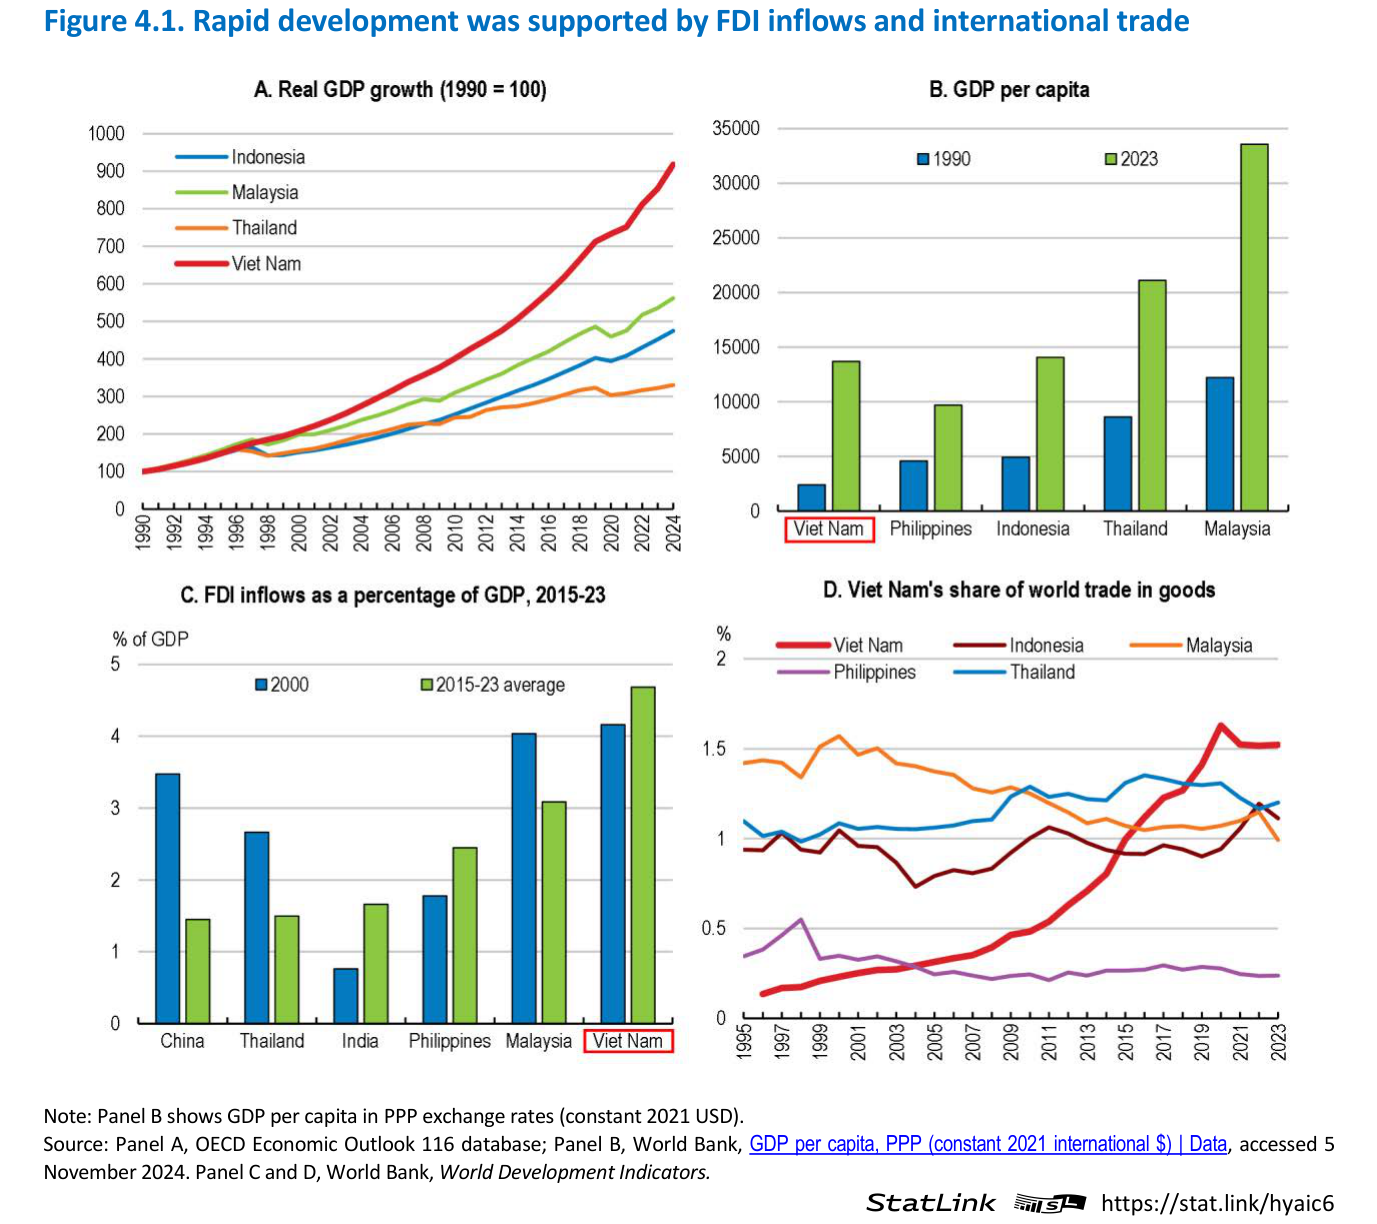 Figure 4.1. Rapid development was supported by FDI inflows and international trade
A. Real GDP growth (1990 = 100)
1000
900
800
700
600
500
400
300
200
100
0
Indonesia
Malaysia
Thailand
Viet Nam
1990
1992
1994
1996
1998
2000
2002
2004
2006
2008
2010
2012
2014
2016
2018
2020
2022
2024
B. GDP per capita
35000
30000
25000
20000
15000
10000
5000
0
1990
2023
Viet Nam
Philippines
Indonesia
Thailand
Malaysia
C. FDI inflows as a percentage of GDP, 2015-23
% of GDP
5
4
3
2
1
0
2000
2015-23 average
China
Thailand
India
Philippines
Malaysia
Viet Nam
D. Viet Nam's share of world trade in goods
%
2
1.5
1
0.5
0
Viet Nam
Indonesia
Malaysia
Philippines
Thailand
1995
1997
1999
2001
2003
2005
2007
2009
2011
2013
2015
2017
2019
2021
2023
Note: Panel B shows GDP per capita in PPP exchange rates (constant 2021 USD).
Source: Panel A, OECD Economic Outlook 116 database; Panel B, World Bank, GDP per capita, PPP (constant 2021 international $) | Data, accessed 5
November 2024. Panel C and D, World Bank, World Development Indicators.
StatLink https://stat.link/hyaic6